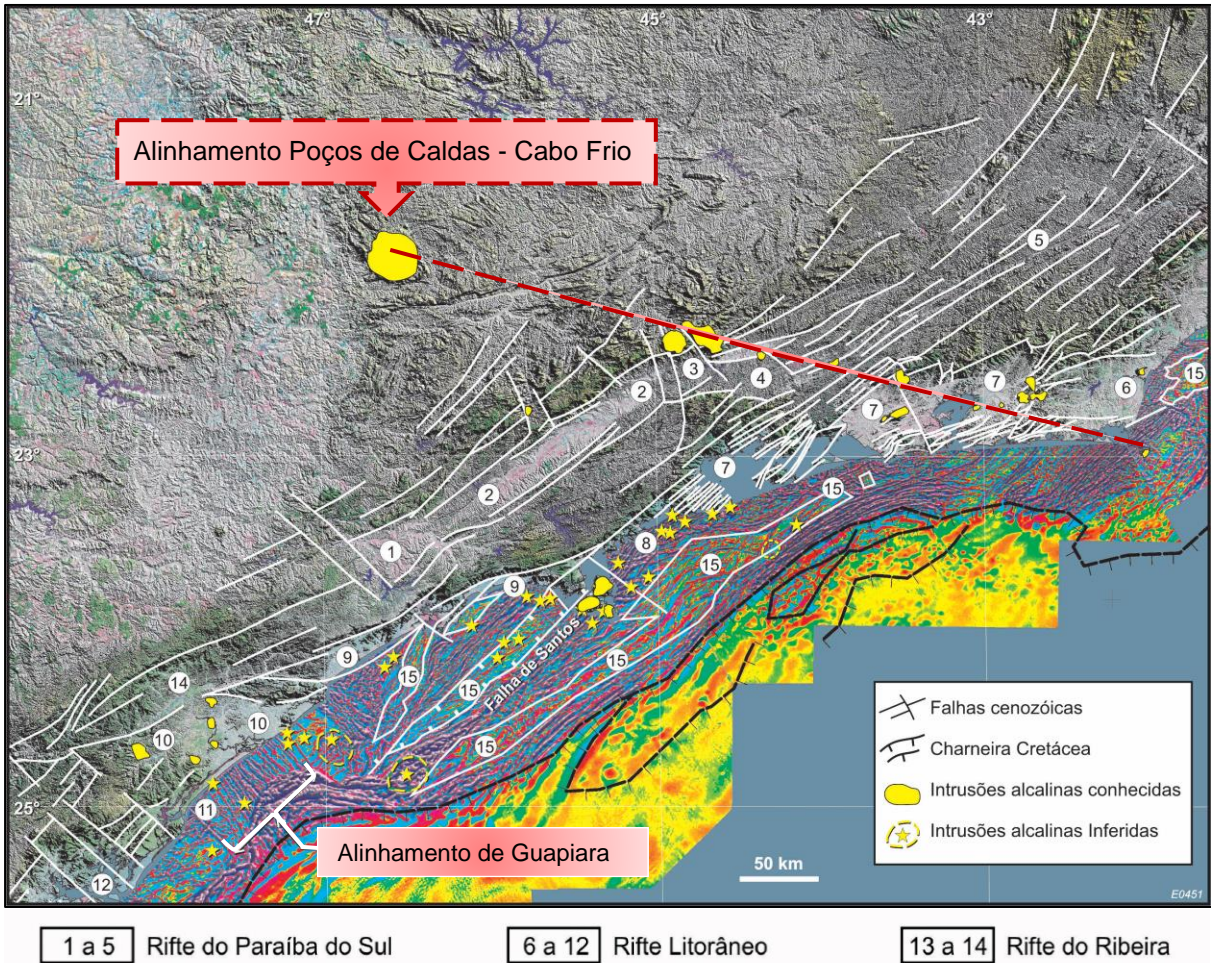 47°
45°
43°
21°
Alinhamento Poços de Caldas - Cabo Frio
5
3
2
4
7
7
6
15
23°
7
2
15
8
1
15
9
Falha de Santos
9
15
15
15
14
10
10
15
25°
11
12
Alinhamento de Guapiara
50 km
Falhas cenozóicas
Charneira Cretácea
Intrusões alcalinas conhecidas
Intrusões alcalinas Inferidas
E0451
1 a 5 Rifte do Paraíba do Sul
6 a 12 Rifte Litorâneo
13 a 14 Rifte do Ribeira